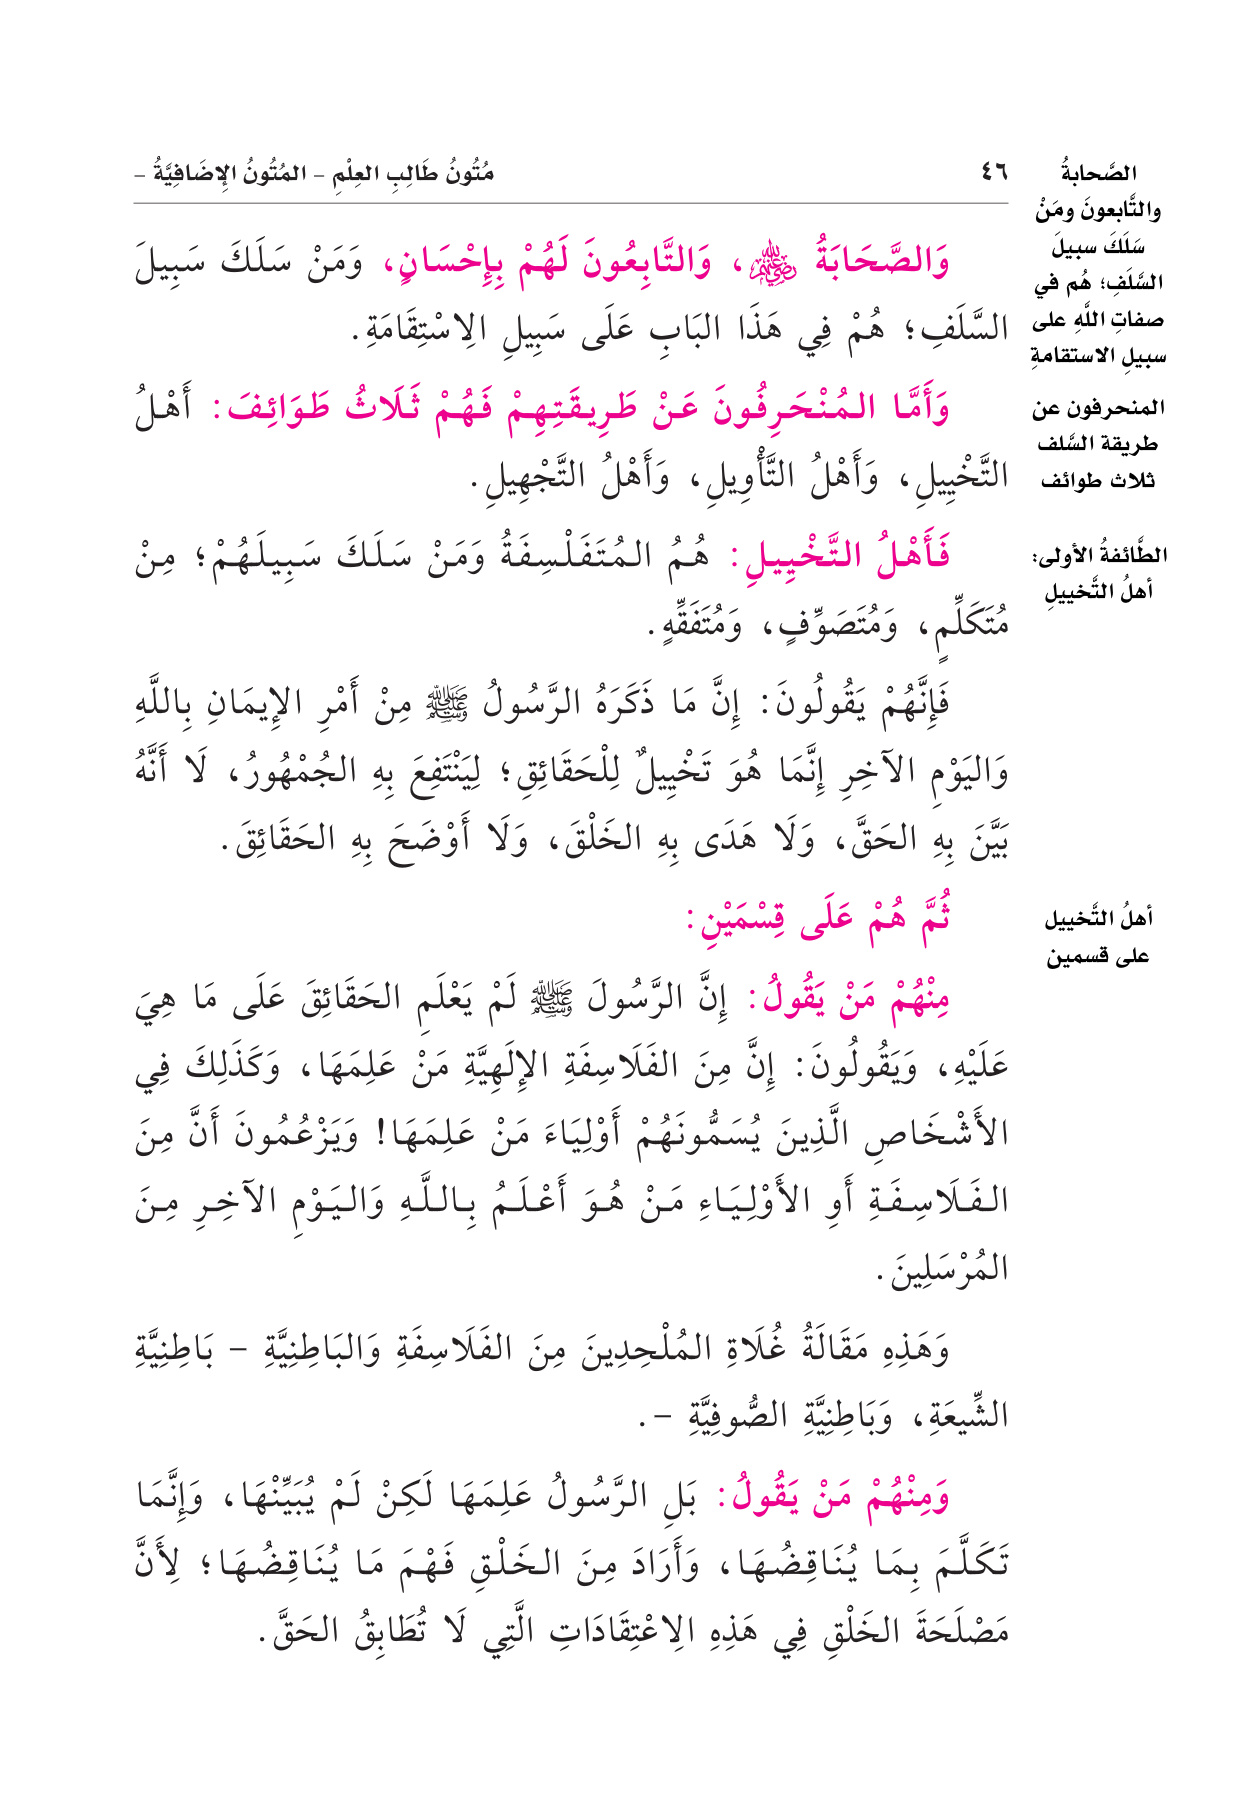 ٤٦
مُتُونُ طَالِبِ العِلْمِ – المُتُونُ الإِضَافِيَّةُ –
الصَّحابةُ
والتَّابعونَ ومَنْ
سَلَكَ سبيلَ
السَّلَفِ؛ هُم في
صفاتِ اللَّهِ على
سبيلِ الاستقامةِ
وَالصَّحَابَةُ ﵃، وَالتَّابِعُونَ لَهُمْ بِإِحْسَانٍ، وَمَنْ سَلَكَ سَبِيلَ
السَّلَفِ؛ هُمْ فِي هَذَا البَابِ عَلَى سَبِيلِ الِاسْتِقَامَةِ.
المنحرفون عن
طريقة السَّلف
ثلاث طوائف
وَأَمَّا المُنْحَرِفُونَ عَنْ طَرِيقَتِهِمْ فَهُمْ ثَلَاثُ طَوَائِفَ: أَهْلُ
التَّخْيِيلِ، وَأَهْلُ التَّأْوِيلِ، وَأَهْلُ التَّجْهِيلِ.
الطَّائفةُ الأولى:
أهلُ التَّخييلِ
فَأَهْلُ التَّخْيِيلِ: هُمُ المُتَفَلْسِفَةُ وَمَنْ سَلَكَ سَبِيلَهُمْ؛ مِنْ
مُتَكَلِّمٍ، وَمُتَصَوِّفٍ، وَمُتَفَقِّهٍ.
فَإِنَّهُمْ يَقُولُونَ: إِنَّ مَا ذَكَرَهُ الرَّسُولُ ﷺ مِنْ أَمْرِ الإِيمَانِ بِاللَّهِ
وَاليَوْمِ الآخِرِ إِنَّمَا هُوَ تَخْيِيلٌ لِلْحَقَائِقِ؛ لِيَنْتَفِعَ بِهِ الجُمْهُورُ، لَا أَنَّهُ
بَيَّنَ بِهِ الحَقَّ، وَلَا هَدَى بِهِ الخَلْقَ، وَلَا أَوْضَحَ بِهِ الحَقَائِقَ.
أهلُ التَّخييل
على قسمين
ثُمَّ هُمْ عَلَى قِسْمَيْنِ:
مِنْهُمْ مَنْ يَقُولُ: إِنَّ الرَّسُولَ ﷺ لَمْ يَعْلَمِ الحَقَائِقَ عَلَى مَا هِيَ
عَلَيْهِ، وَيَقُولُونَ: إِنَّ مِنَ الفَلَاسِفَةِ الإِلَهِيَّةِ مَنْ عَلِمَهَا، وَكَذَلِكَ فِي
الأَشْخَاصِ الَّذِينَ يُسَمُّونَهُمْ أَوْلِيَاءَ مَنْ عَلِمَهَا! وَيَزْعُمُونَ أَنَّ مِنَ
الفَلَاسِفَةِ أَوِ الأَوْلِيَاءِ مَنْ هُوَ أَعْلَمُ بِاللَّهِ وَاليَوْمِ الآخِرِ مِنَ
المُرْسَلِينَ.
وَهَذِهِ مَقَالَةُ غُلَاةِ المُلْحِدِينَ مِنَ الفَلَاسِفَةِ وَالبَاطِنِيَّةِ – بَاطِنِيَّةِ
الشِّيعَةِ، وَبَاطِنِيَّةِ الصُّوفِيَّةِ –.
وَمِنْهُمْ مَنْ يَقُولُ: بَلِ الرَّسُولُ عَلِمَهَا لَكِنْ لَمْ يُبَيِّنْهَا، وَإِنَّمَا
تَكَلَّمَ بِمَا يُنَاقِضُهَا، وَأَرَادَ مِنَ الخَلْقِ فَهْمَ مَا يُنَاقِضُهَا؛ لِأَنَّ
مَصْلَحَةَ الخَلْقِ فِي هَذِهِ الِاعْتِقَادَاتِ الَّتِي لَا تُطَابِقُ الحَقَّ.